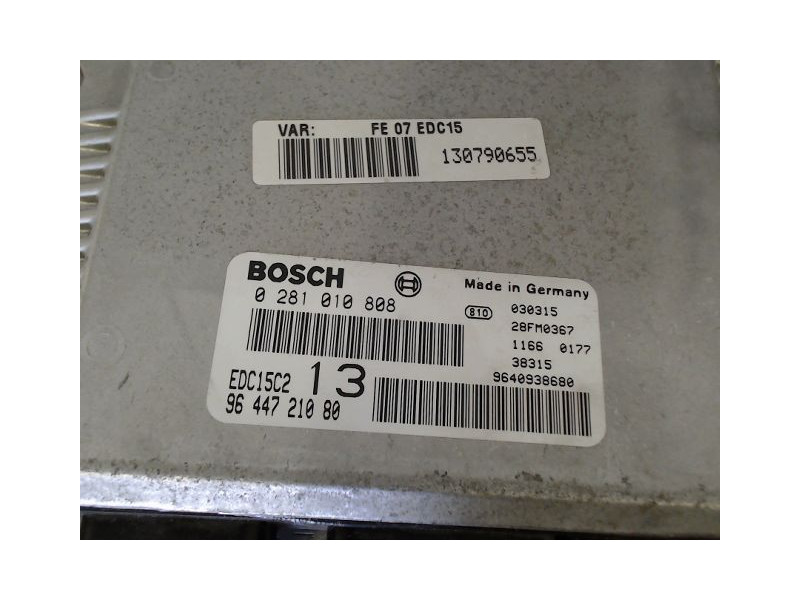 VAR: FE 07 EDC15
130790655
BOSCH
Made in Germany
0 281 010 808
810 030315
28FM0367
1166 0177
38315
EDC15C2 13
9640938680
96 447 210 80